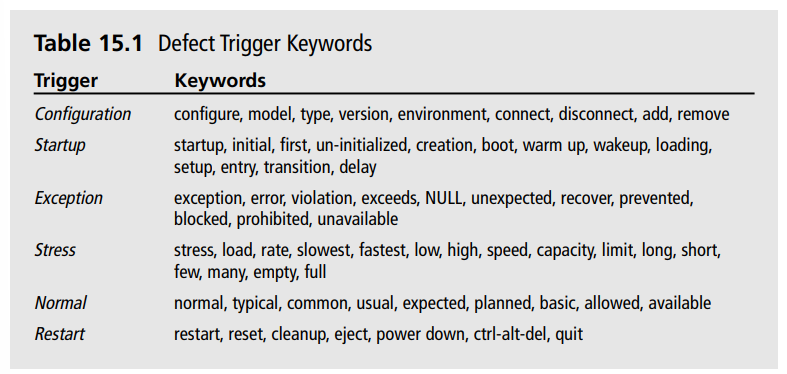 Table 15.1 Defect Trigger Keywords
Trigger Keywords
Configuration configure, model, type, version, environment, connect, disconnect, add, remove
Startup startup, initial, first, un-initialized, creation, boot, warm up, wakeup, loading,
setup, entry, transition, delay
Exception exception, error, violation, exceeds, NULL, unexpected, recover, prevented,
blocked, prohibited, unavailable
Stress stress, load, rate, slowest, fastest, low, high, speed, capacity, limit, long, short,
few, many, empty, full
Normal normal, typical, common, usual, expected, planned, basic, allowed, available
Restart restart, reset, cleanup, eject, power down, ctrl-alt-del, quit